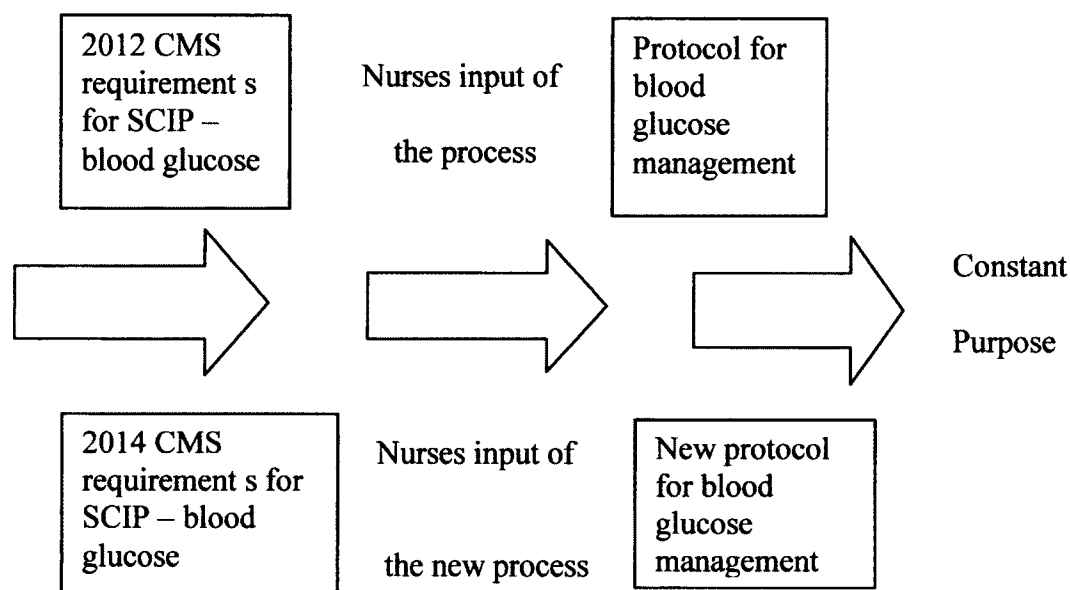 2012 CMS
requirement s
for SCIP –
blood glucose
Nurses input of
the process
Protocol for
blood
glucose
management
Constant
Purpose
2014 CMS
requirement s for
SCIP – blood
glucose
Nurses input of
the new process
New protocol
for blood
glucose
management